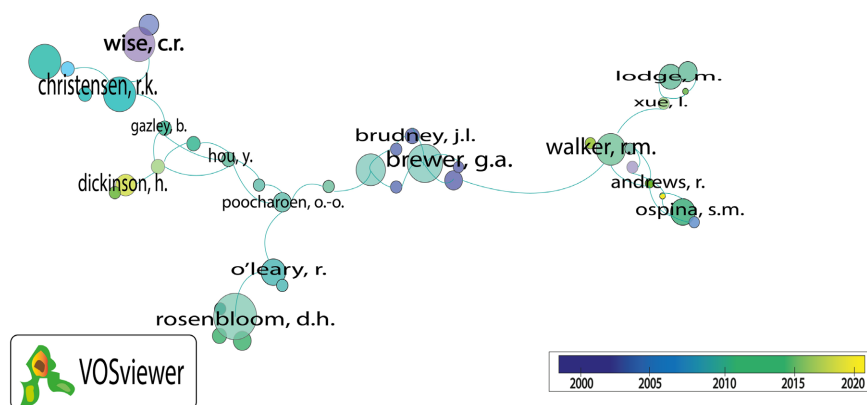 wise, c.r.
christensen, r.k.
gazley, b.
hou, y.
dickinson, h.
poocharoen, o.-o.
brudney, j.l.
brewer, g.a.
lodge, m.
xue, l.
walker, r.m.
andrews, r.
ospina, s.m.
o'leary, r.
rosenbloom, d.h.
VOSviewer
2000 2005 2010 2015 2020